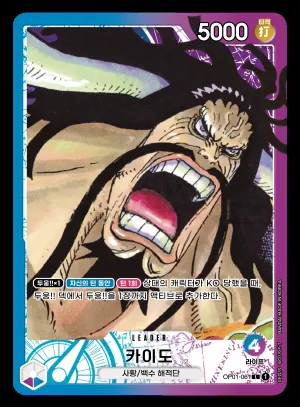 5000
타격
打
두웅!!×1 자신의 턴 동안 턴 1회 상대의 캐릭터가 KO 당했을 때,
두웅!! 덱에서 두웅!!을 1장까지 액티브로 추가한다.
LEADER
카이도
사황/백수 해적단
4
라이프
OP01-061 L